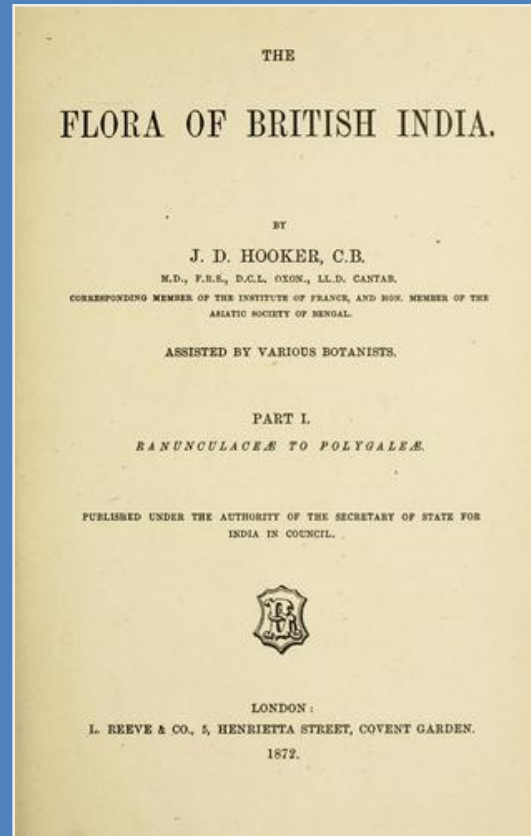 THE
FLORA OF BRITISH INDIA.
BY
J. D. HOOKER, C.B.
M.D., F.R.S., D.C.L. OXON., LL.D. CANTAB.
CORRESPONDING MEMBER OF THE INSTITUTE OF FRANCE, AND HON. MEMBER OF THE
ASIATIC SOCIETY OF BENGAL.
ASSISTED BY VARIOUS BOTANISTS.
PART I.
RANUNCULACEÆ TO POLYGALEÆ.
PUBLISHED UNDER THE AUTHORITY OF THE SECRETARY OF STATE FOR
INDIA IN COUNCIL.
LONDON:
L. REEVE & CO., 5, HENRIETTA STREET, COVENT GARDEN.
1872.